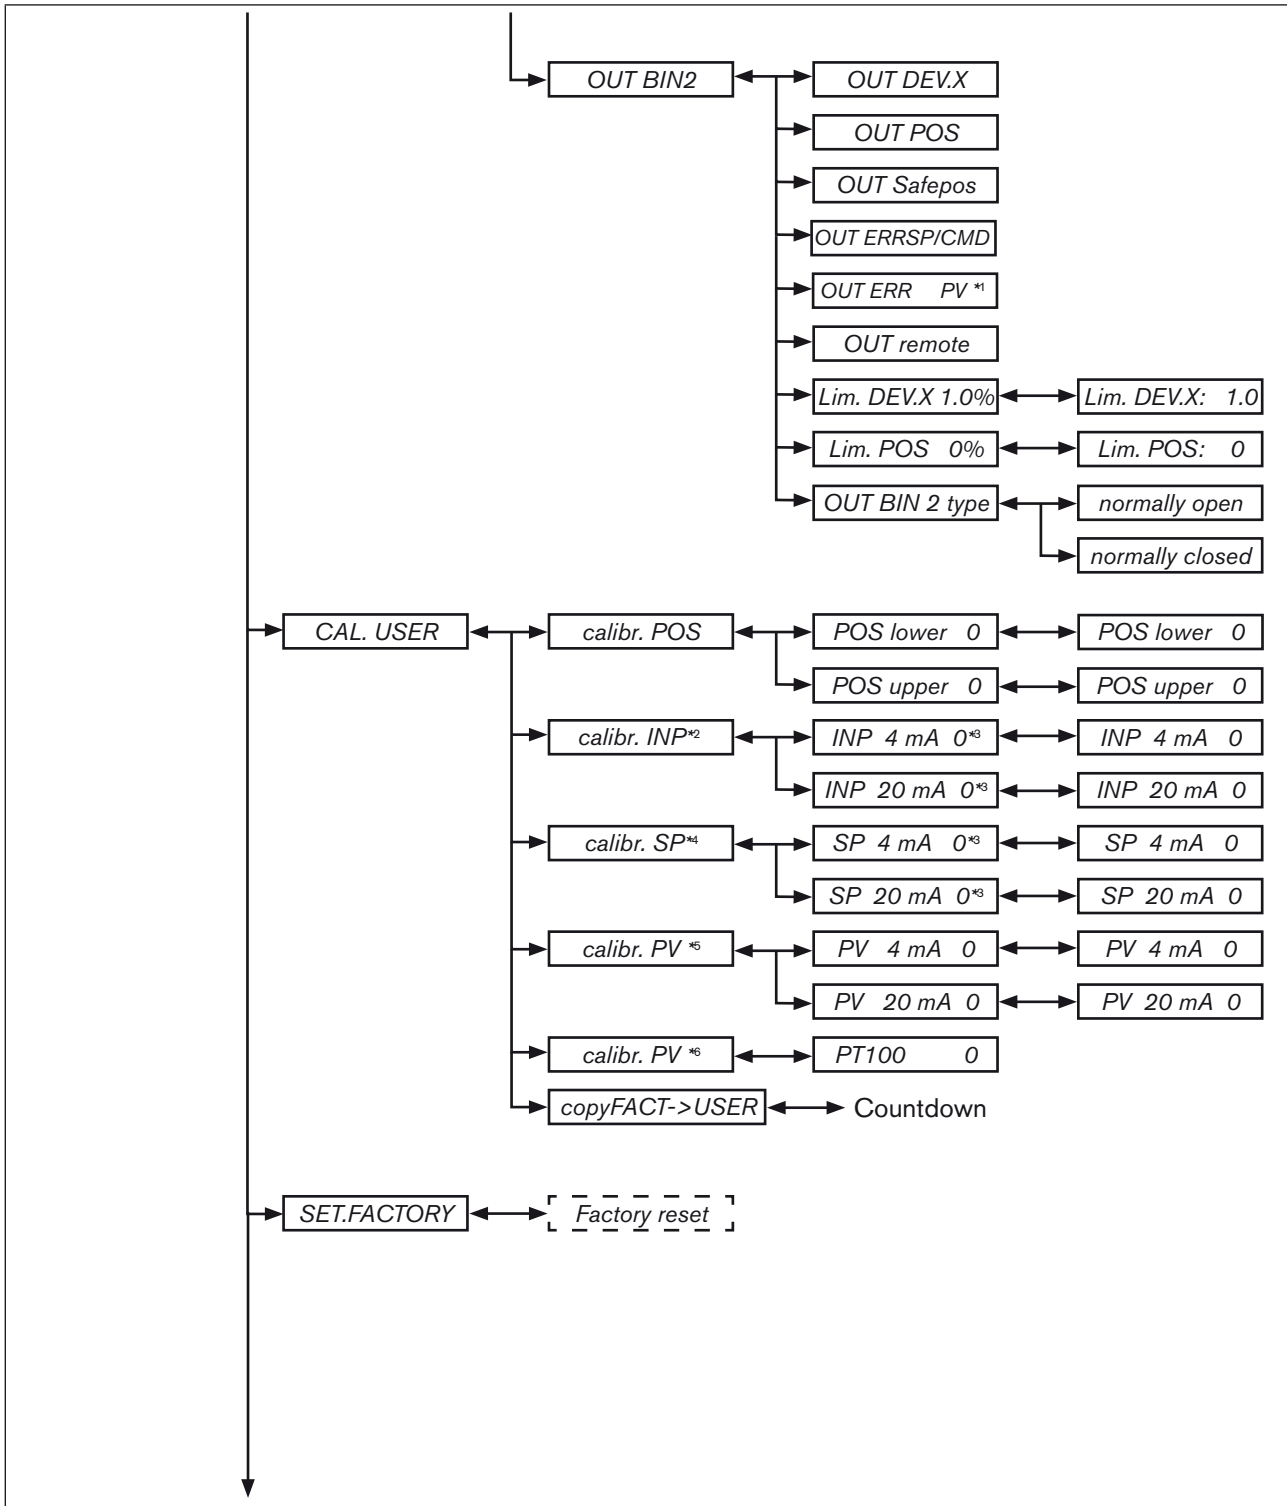 OUT BIN2 OUT DEV.X
OUT POS
OUT Safepos
OUT ERRSP/CMD
OUT ERR PV *1
OUT remote
Lim. DEV.X 1.0% Lim. DEV.X: 1.0
Lim. POS 0% Lim. POS: 0
OUT BIN 2 type normally open
normally closed
CAL. USER calibr. POS POS lower 0 POS lower 0
POS upper 0 POS upper 0
calibr. INP*2 INP 4 mA 0*3 INP 4 mA 0
INP 20 mA 0*3 INP 20 mA 0
calibr. SP*4 SP 4 mA 0*3 SP 4 mA 0
SP 20 mA 0*3 SP 20 mA 0
calibr. PV *5 PV 4 mA 0 PV 4 mA 0
PV 20 mA 0 PV 20 mA 0
calibr. PV *6 PT100 0
copyFACT->USER Countdown
SET.FACTORY Factory reset